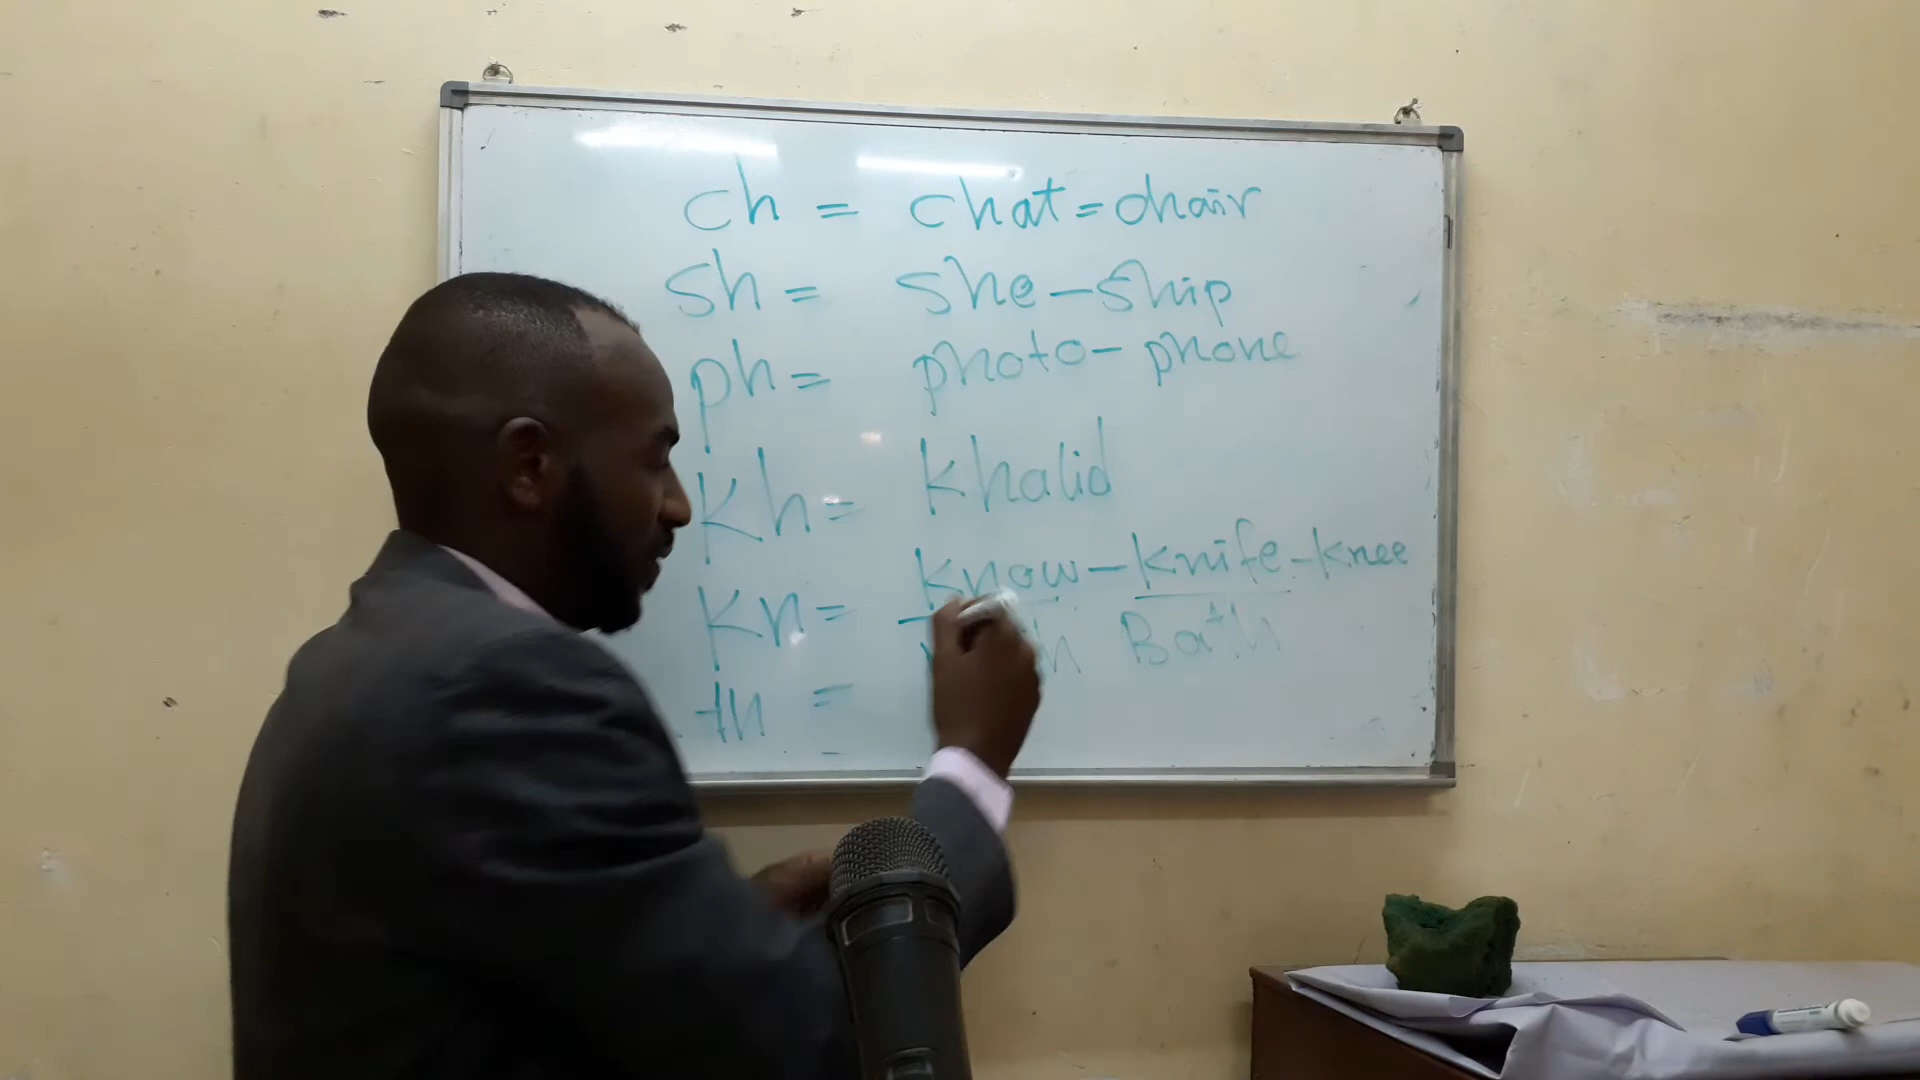 ch = chat = chair
sh = she - ship
ph = photo - phone
kh = khalid
kn = know - knife - knee
th = Bath